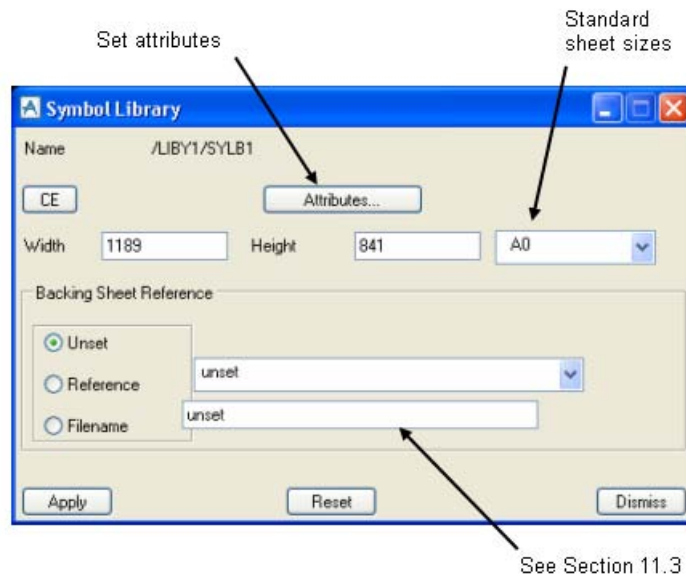 Set attributes
Standard
sheet sizes
Symbol Library
Name /LIBY1/SYLB1
CE Attributes...
Width 1189 Height 841 A0
Backing Sheet Reference
Unset
Reference unset
Filename unset
Apply Reset Dismiss
See Section 11.3